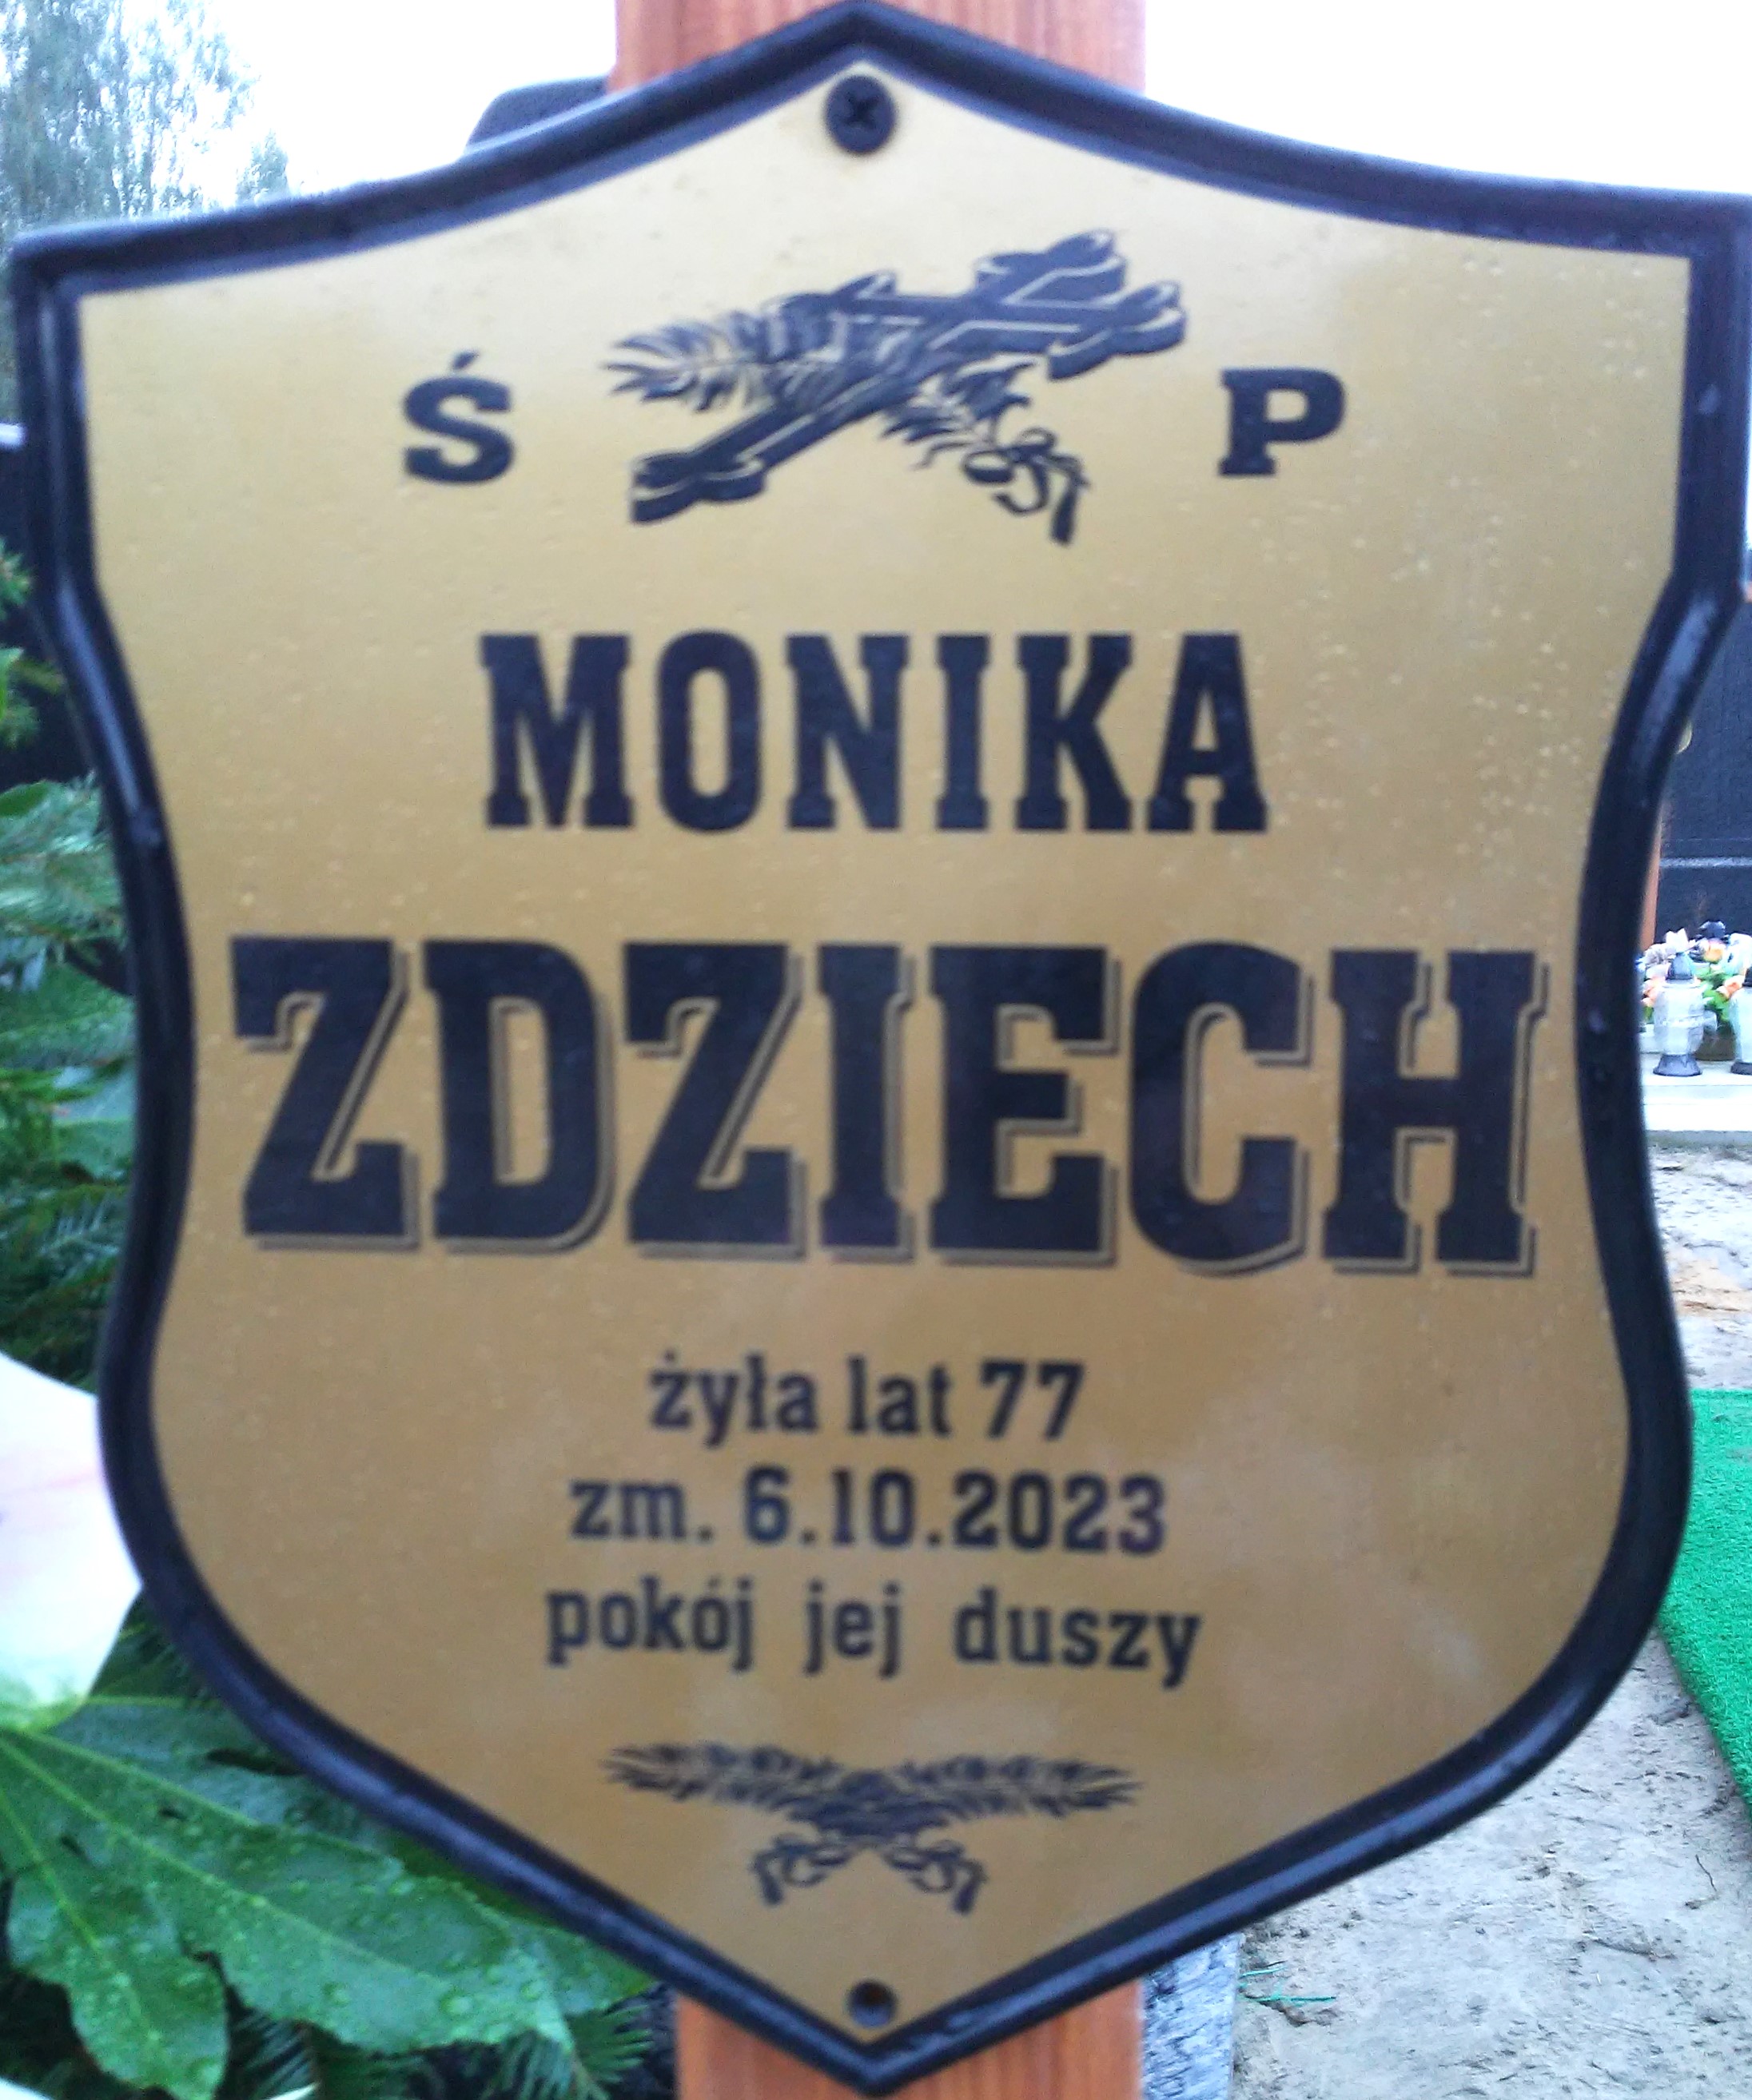 Ś P
MONIKA
ZDZIECH
żyła lat 77
zm. 6.10.2023
pokój jej duszy